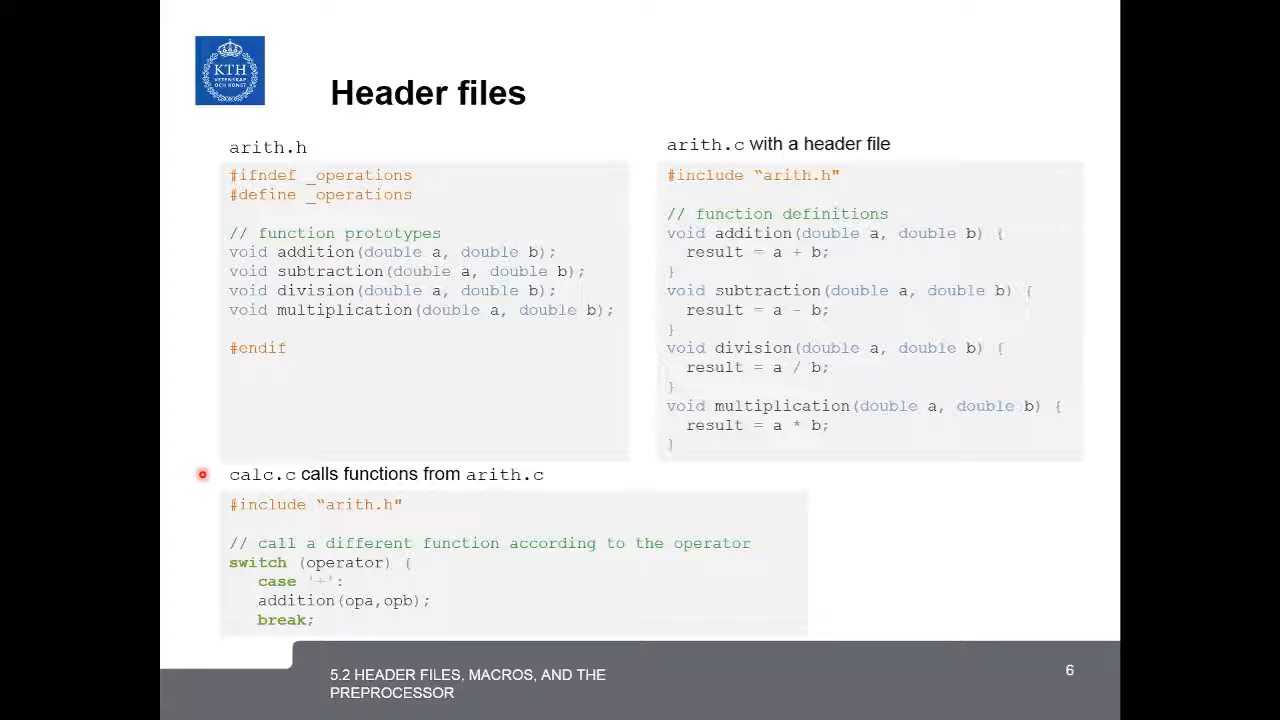 KTH
VETENSKAP
OCH KONST
Header files
arith.h
#ifndef _operations
#define _operations
// function prototypes
void addition(double a, double b);
void subtraction(double a, double b);
void division(double a, double b);
void multiplication(double a, double b);
#endif
arith.c with a header file
#include “arith.h"
// function definitions
void addition(double a, double b) {
result = a + b;
}
void subtraction(double a, double b) {
result = a - b;
}
void division(double a, double b) {
result = a / b;
}
void multiplication(double a, double b) {
result = a * b;
}
calc.c calls functions from arith.c
#include “arith.h"
// call a different function according to the operator
switch (operator) {
case '+':
addition(opa,opb);
break;
5.2 HEADER FILES, MACROS, AND THE
PREPROCESSOR
6